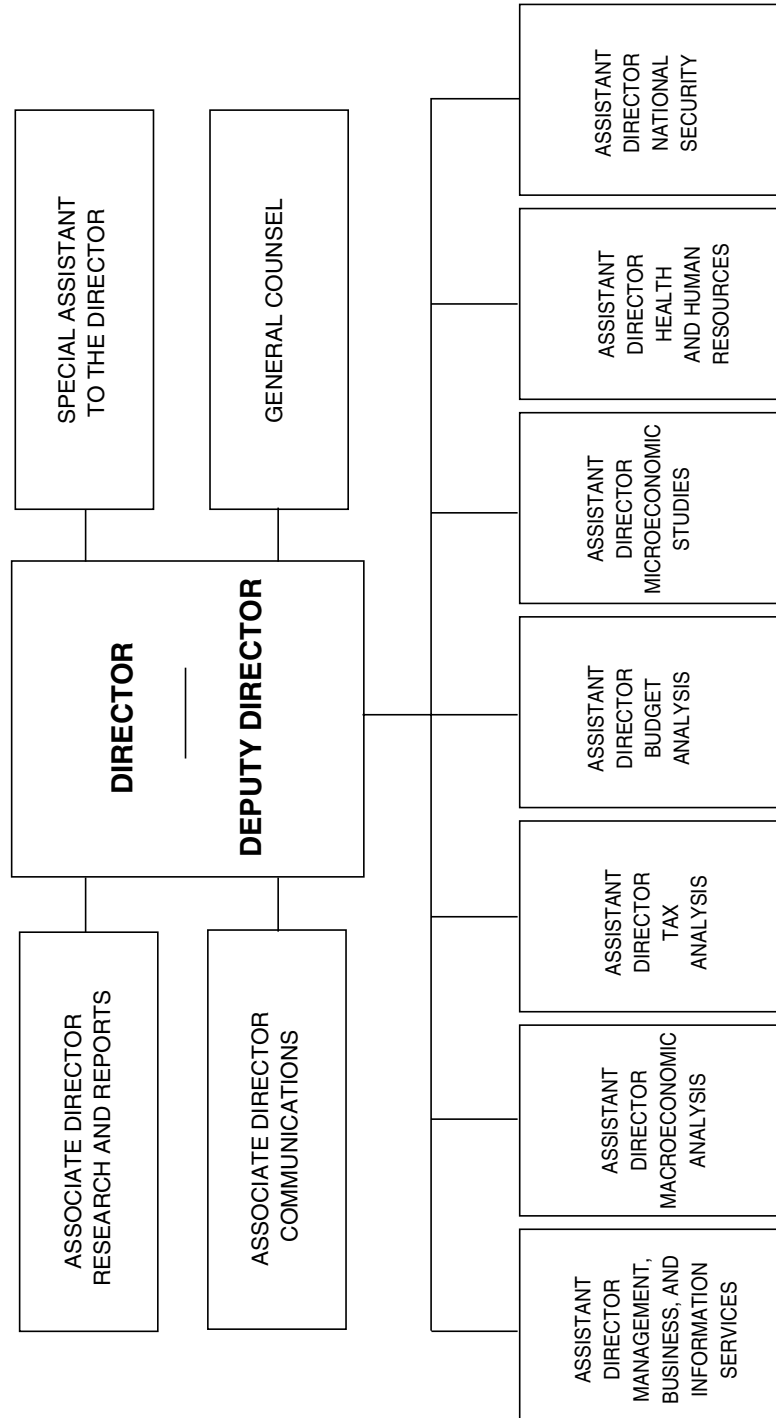 ASSOCIATE DIRECTOR
RESEARCH AND REPORTS
ASSOCIATE DIRECTOR
COMMUNICATIONS
DIRECTOR
DEPUTY DIRECTOR
SPECIAL ASSISTANT
TO THE DIRECTOR
GENERAL COUNSEL
ASSISTANT
DIRECTOR
MANAGEMENT,
BUSINESS, AND
INFORMATION
SERVICES
ASSISTANT
DIRECTOR
MACROECONOMIC
ANALYSIS
ASSISTANT
DIRECTOR
TAX
ANALYSIS
ASSISTANT
DIRECTOR
BUDGET
ANALYSIS
ASSISTANT
DIRECTOR
MICROECONOMIC
STUDIES
ASSISTANT
DIRECTOR
HEALTH
AND HUMAN
RESOURCES
ASSISTANT
DIRECTOR
NATIONAL
SECURITY